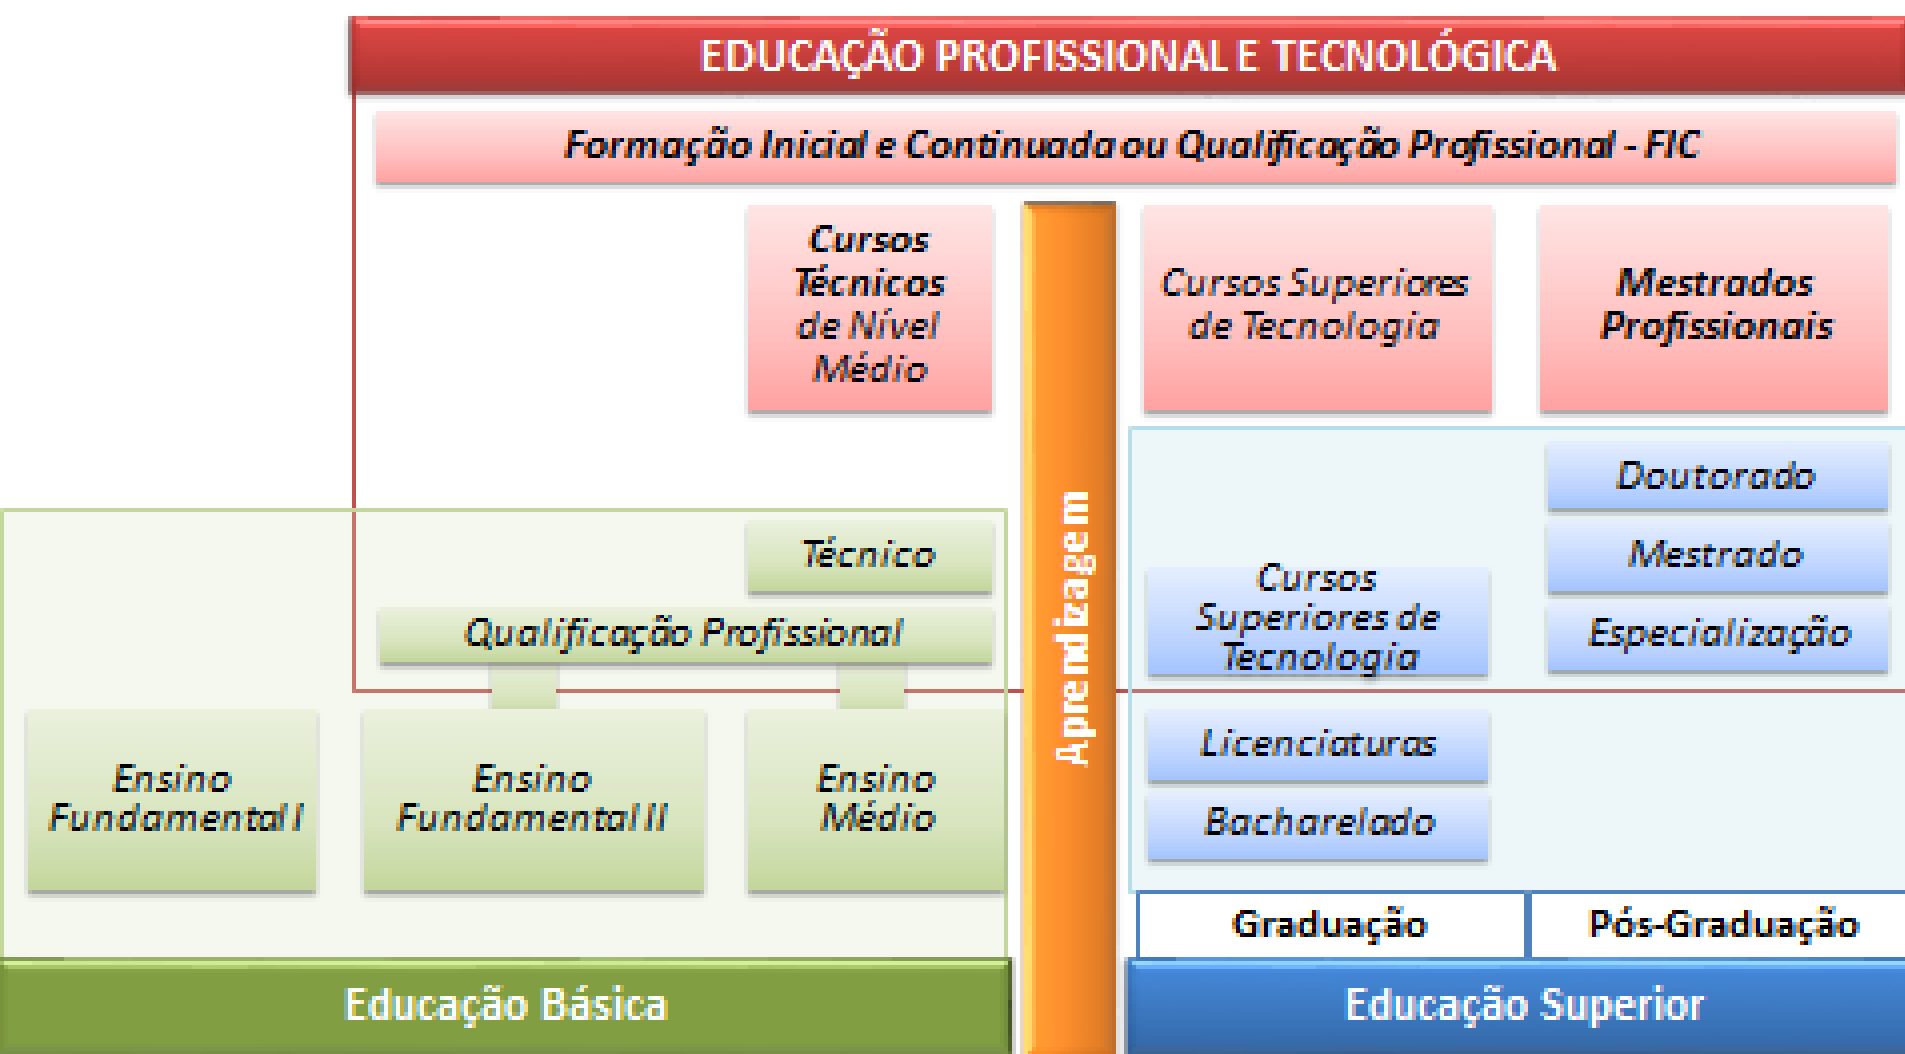 EDUCAÇÃO PROFISSIONAL E TECNOLÓGICA
Formação Inicial e Continuada ou Qualificação Profissional - FIC
Cursos
Técnicos
de Nível
Médio
Cursos Superiores
de Tecnologia
Mestrados
Profissionais
Aprendizagem
Técnico
Qualificação Profissional
Ensino
Fundamental I
Ensino
Fundamental II
Ensino
Médio
Educação Básica
Cursos
Superiores de
Tecnologia
Licenciaturas
Bacharelado
Doutorado
Mestrado
Especialização
Graduação
Pós-Graduação
Educação Superior